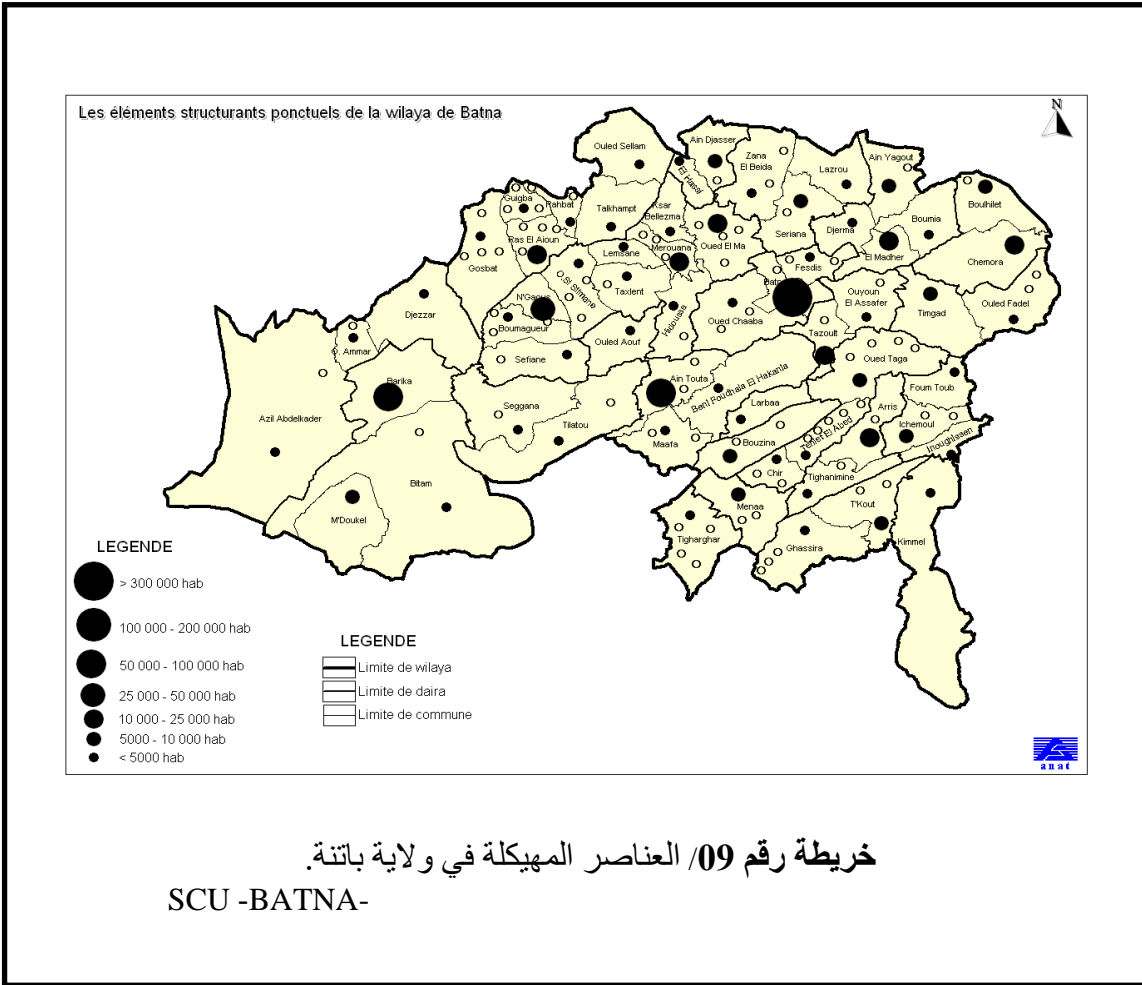 Les éléments structurants ponctuels de la wilaya de Batna
N
Ouled Sellam
Ain Djasser
Zana
El Beida
El Hassi
Lazrou
Ain Yagout
Boulhilet
Guigba
Rahbat
Talkhampt
Ksar
Bellezma
Oued El Ma
Seriana
Djerma
Boumia
Ras El Aioun
Gosbat
Lemsane
Merouana
El Madher
Chemora
Fesdis
Batna
O.SI Slimane
Taxlent
N'Gaous
Boumagueur
Djezzar
Hidoussa
Oued Chaaba
Ouyoun
El Assafer
Timgad
Ouled Fadel
Tazoult
O. Ammar
Sefiane
Ouled Aouf
Oued Taga
Barika
Ain Touta
Beni Foudhala El Hakania
Foum Toub
Azil Abdelkader
Seggana
Tilatou
Larbaa
Arris
Ichemoul
Maafa
Bouzina
Teniet El Abed
Inoughissen
Chir
Tighanimine
Bitam
M'Doukel
Menaa
T'Kout
Tigharghar
Ghassira
Kimmel
LEGENDE
> 300 000 hab
100 000 - 200 000 hab
50 000 - 100 000 hab
25 000 - 50 000 hab
10 000 - 25 000 hab
5000 - 10 000 hab
< 5000 hab
LEGENDE
Limite de wilaya
Limite de daira
Limite de commune
anat
خريطة رقم 09/ العناصر المهيكلة في ولاية باتنة.
SCU -BATNA-